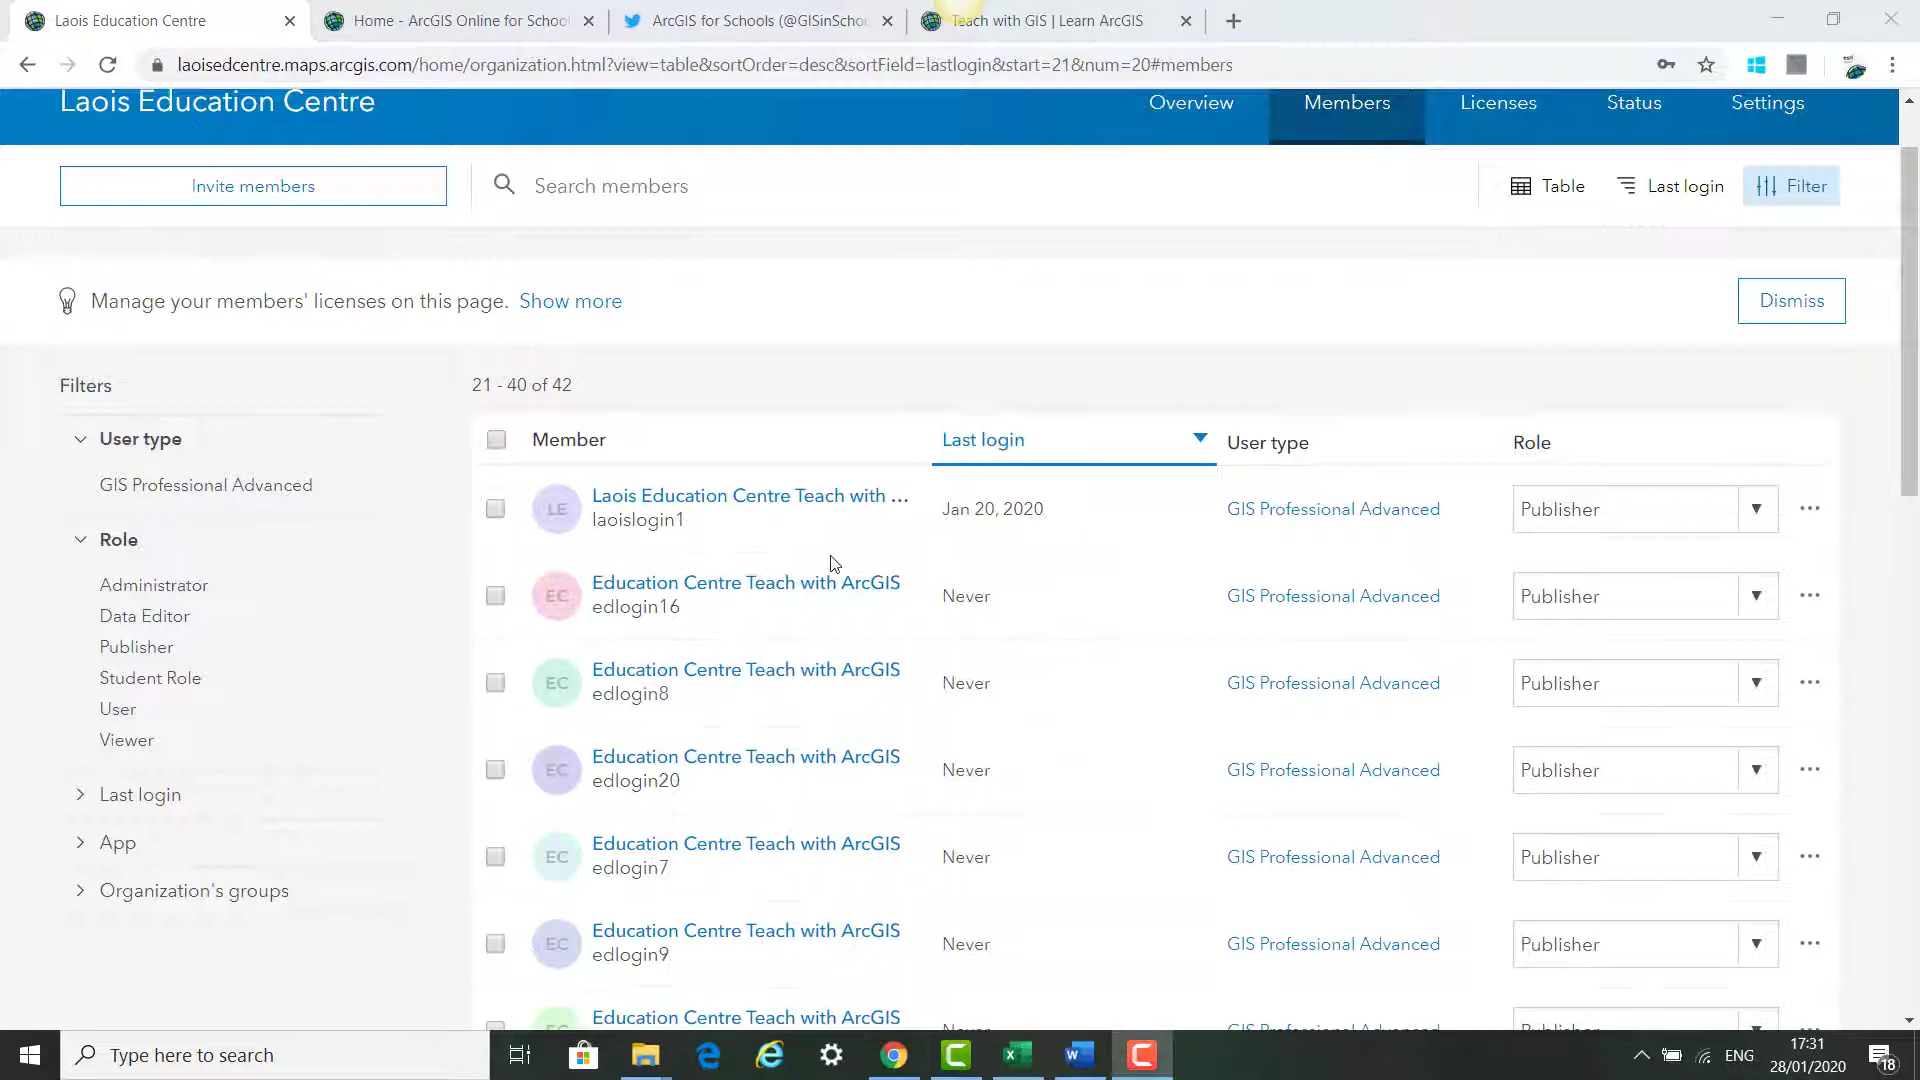 Laois Education Centre
Home - ArcGIS Online for School
ArcGIS for Schools (@GISinSchoo
Teach with GIS | Learn ArcGIS
laoisedcentre.maps.arcgis.com/home/organization.html?view=table&sortOrder=desc&sortField=lastlogin&start=21&num=20#members
Laois Education Centre
Overview Members Licenses Status Settings
Invite members
Search members
Table Last login Filter
Manage your members' licenses on this page. Show more
Dismiss
Filters
User type
GIS Professional Advanced
Role
Administrator
Data Editor
Publisher
Student Role
User
Viewer
Last login
App
Organization's groups
21 - 40 of 42
Member Last login User type Role
LE Laois Education Centre Teach with ...
laoislogin1
Jan 20, 2020 GIS Professional Advanced Publisher
EC Education Centre Teach with ArcGIS
edlogin16
Never GIS Professional Advanced Publisher
EC Education Centre Teach with ArcGIS
edlogin8
Never GIS Professional Advanced Publisher
EC Education Centre Teach with ArcGIS
edlogin20
Never GIS Professional Advanced Publisher
EC Education Centre Teach with ArcGIS
edlogin7
Never GIS Professional Advanced Publisher
EC Education Centre Teach with ArcGIS
edlogin9
Never GIS Professional Advanced Publisher
Education Centre Teach with ArcGIS
Type here to search
ENG
17:31
28/01/2020
18